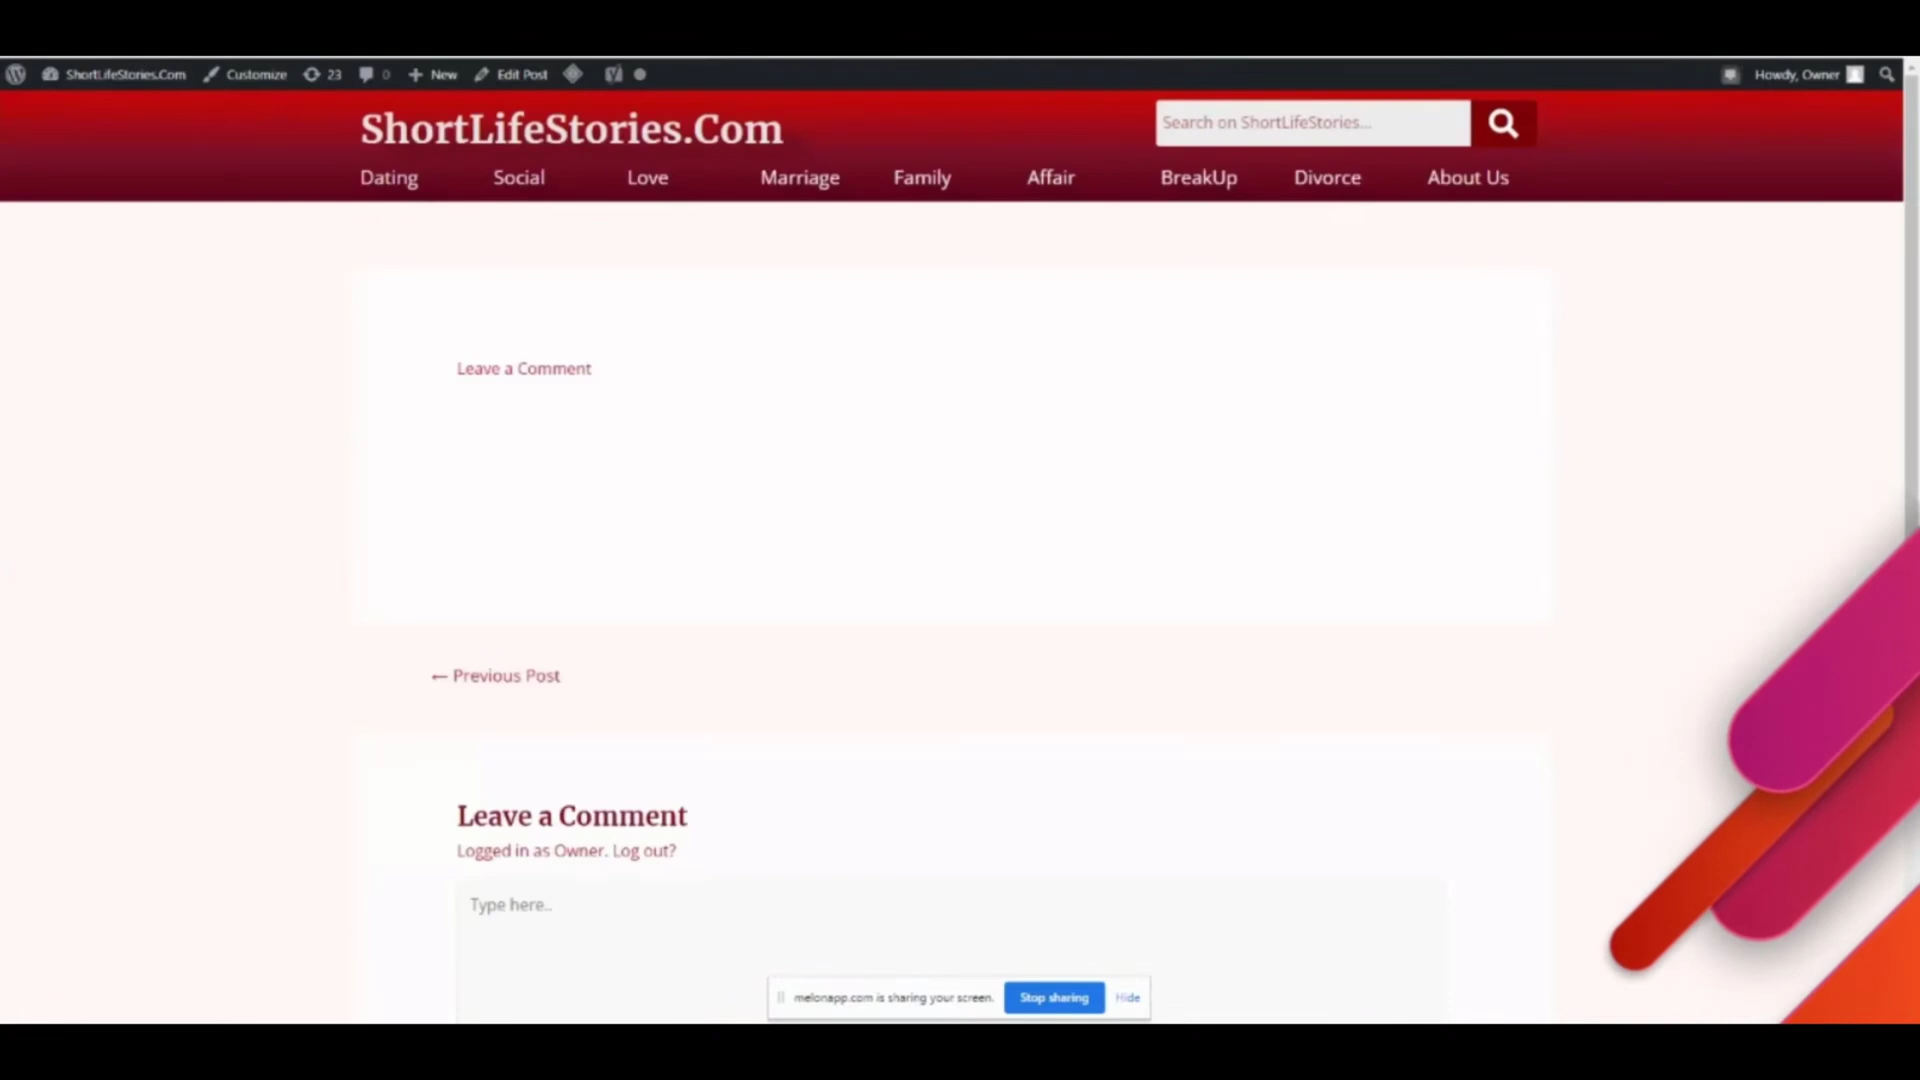 ShortLifeStories.Com Customize 23 0 New Edit Post Howdy, Owner
ShortLifeStories.Com
Search on ShortLifeStories...
Dating Social Love Marriage Family Affair BreakUp Divorce About Us
Leave a Comment
← Previous Post
Leave a Comment
Logged in as Owner. Log out?
Type here..
melonapp.com is sharing your screen. Stop sharing Hide